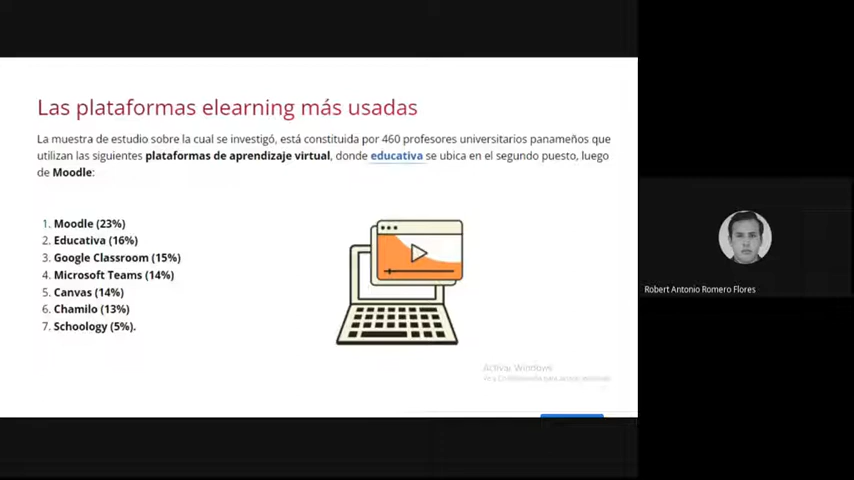 Las plataformas elearning más usadas
La muestra de estudio sobre la cual se investigó, está constituida por 460 profesores universitarios panameños que
utilizan las siguientes plataformas de aprendizaje virtual, donde educativa se ubica en el segundo puesto, luego
de Moodle:
1. Moodle (23%)
2. Educativa (16%)
3. Google Classroom (15%)
4. Microsoft Teams (14%)
5. Canvas (14%)
6. Chamilo (13%)
7. Schoology (5%).
Activar Windows
Robert Antonio Romero Flores